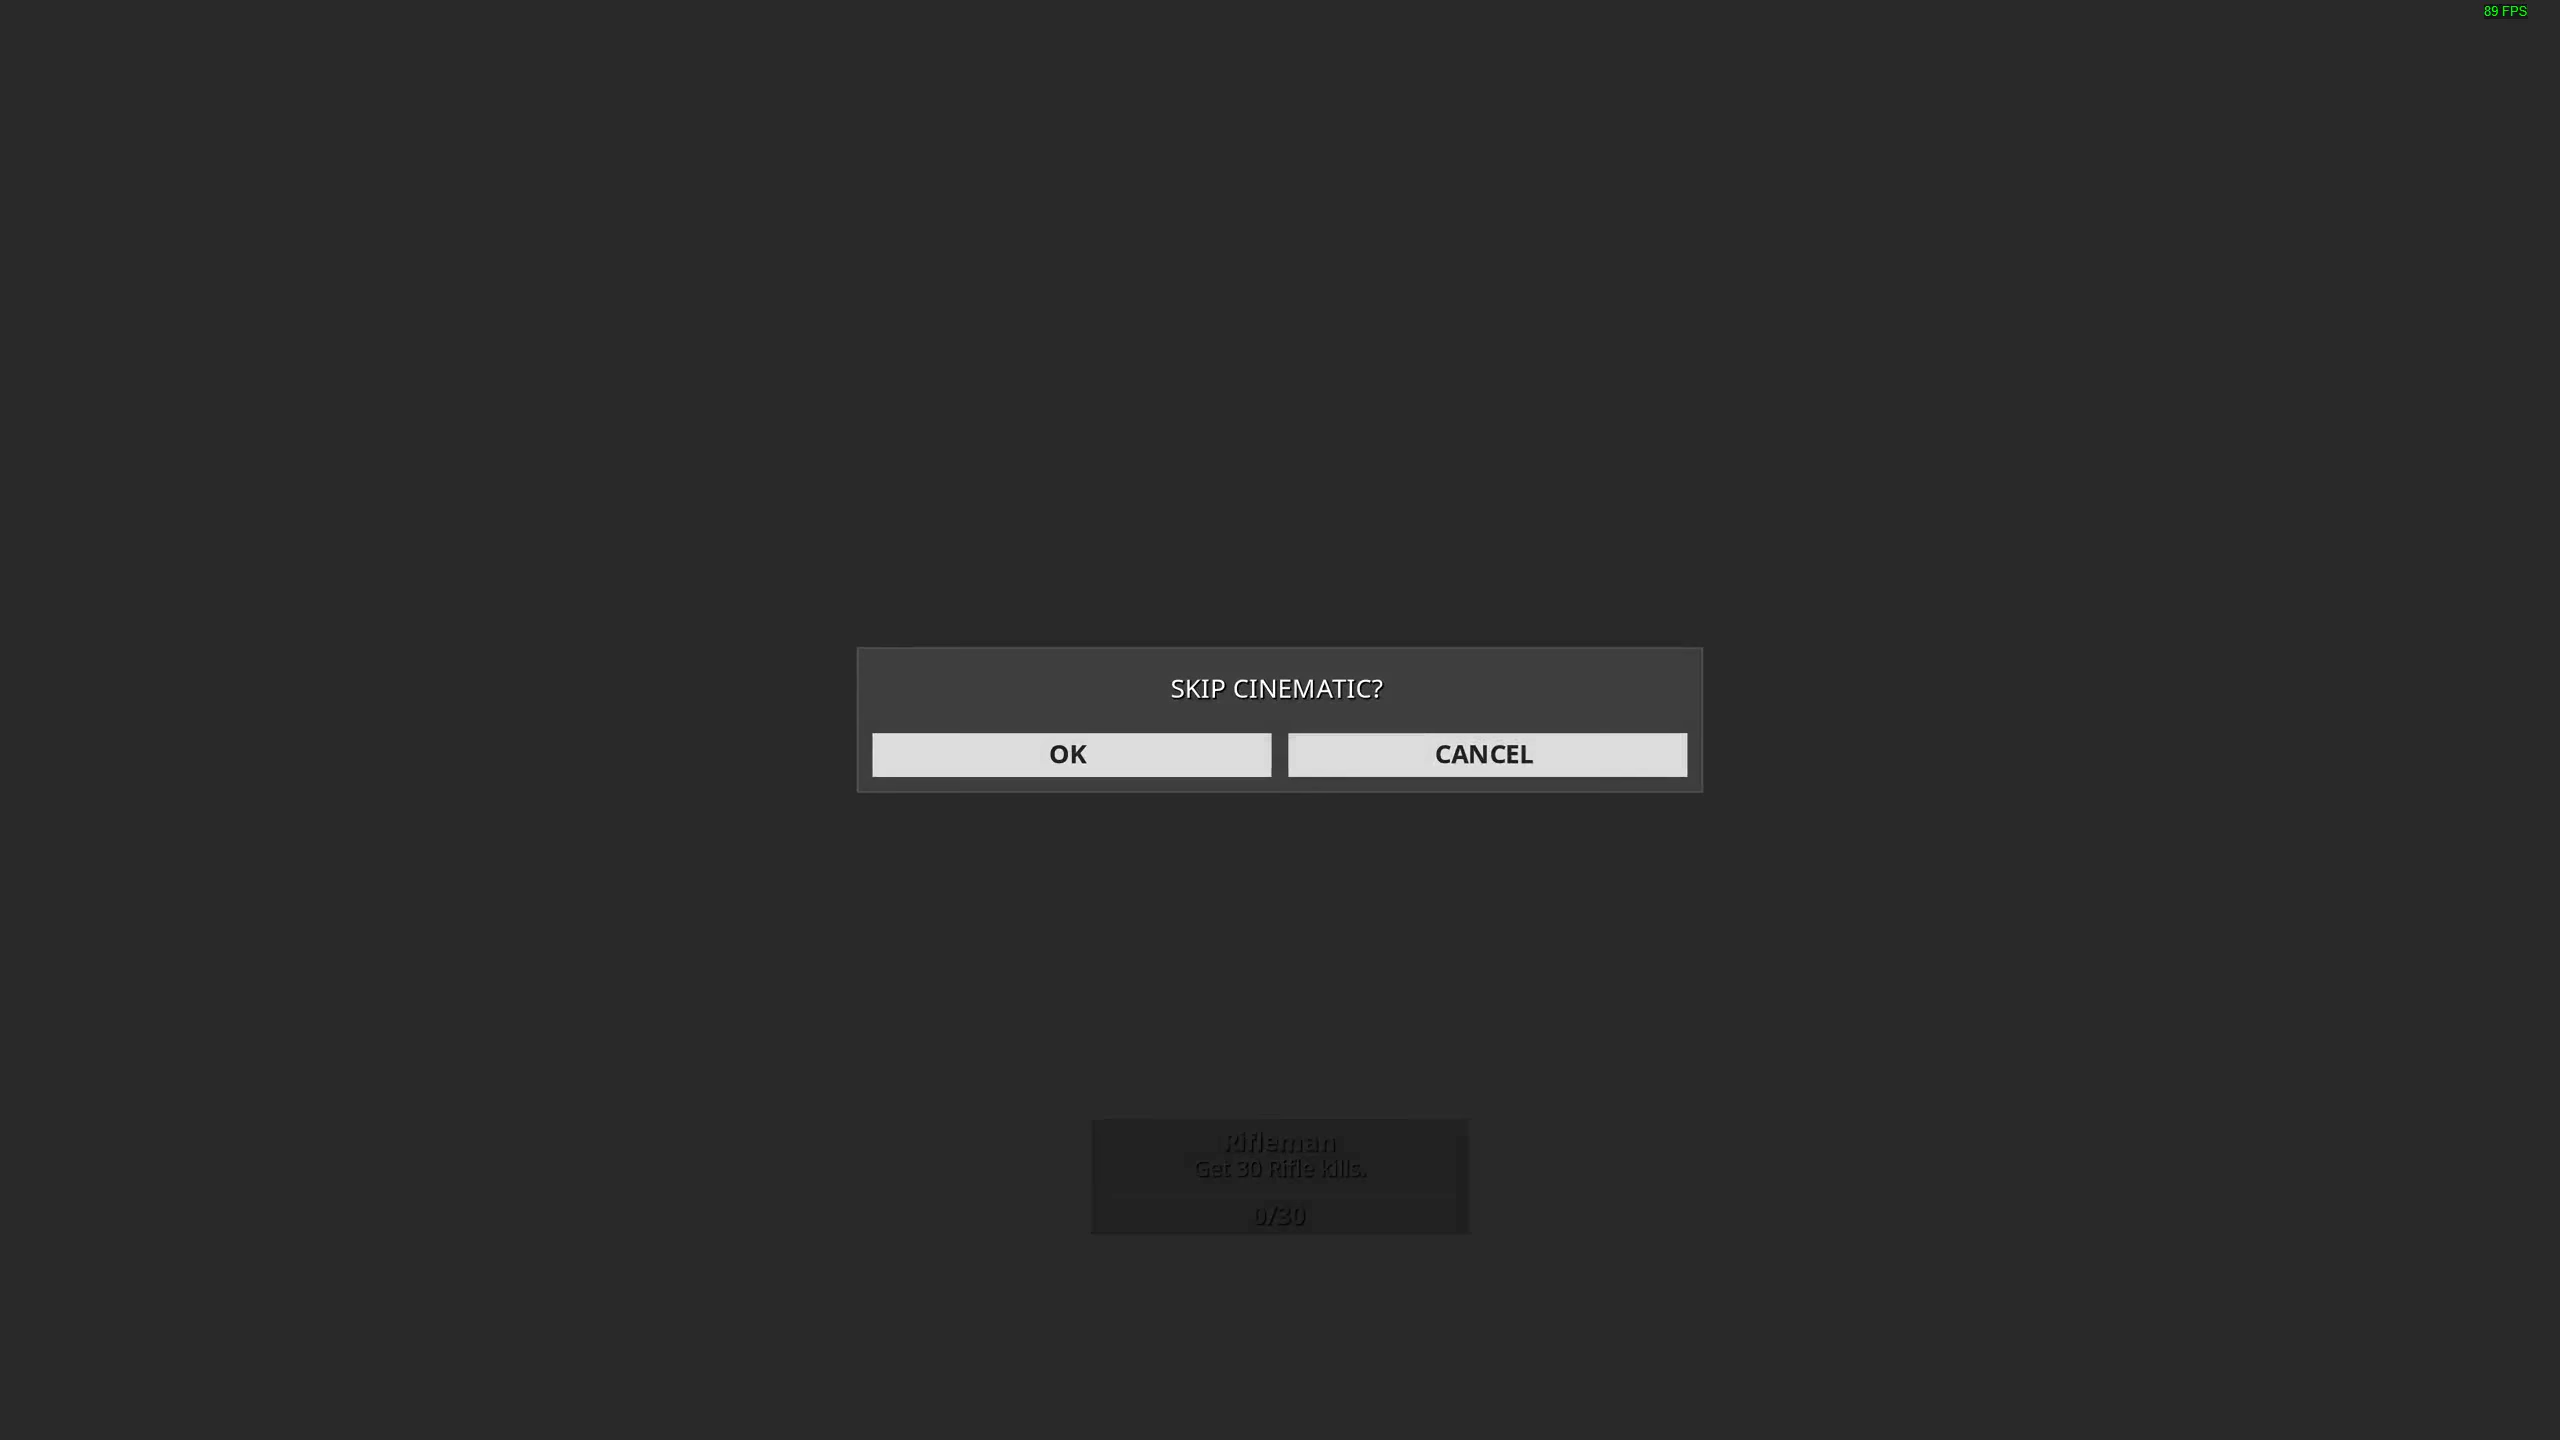 89 FPS
SKIP CINEMATIC?
OK
CANCEL
Rifleman
Get 30 Rifle kills.
0/30